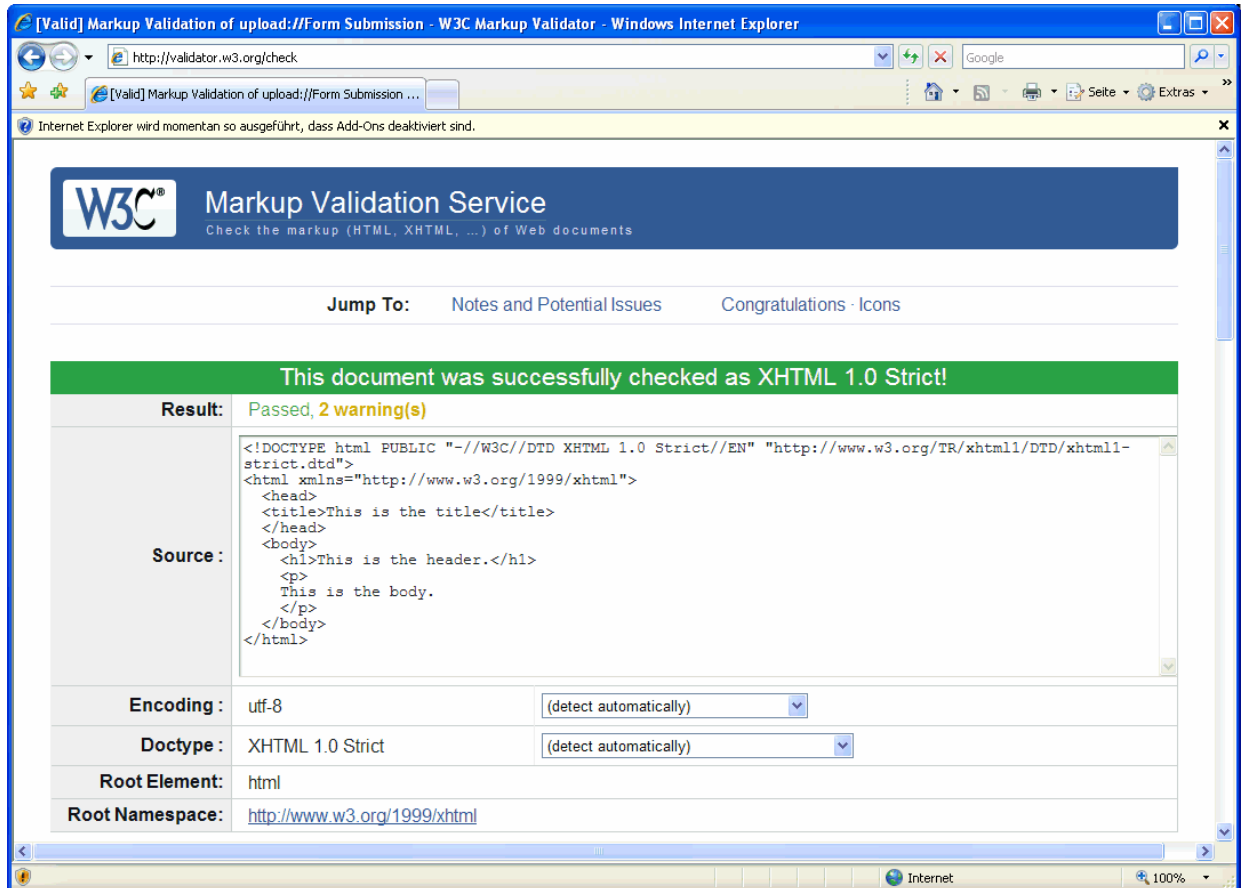 [Valid] Markup Validation of upload://Form Submission - W3C Markup Validator - Windows Internet Explorer
http://validator.w3.org/check
Google
[Valid] Markup Validation of upload://Form Submission ...
Seite
Extras
»
Internet Explorer wird momentan so ausgeführt, dass Add-Ons deaktiviert sind.
W3C®
Markup Validation Service
Check the markup (HTML, XHTML, …) of Web documents
Jump To: Notes and Potential Issues Congratulations · Icons
This document was successfully checked as XHTML 1.0 Strict!
Result: Passed, 2 warning(s)
Source :
<!DOCTYPE html PUBLIC "-//W3C//DTD XHTML 1.0 Strict//EN" "http://www.w3.org/TR/xhtml1/DTD/xhtml1-
strict.dtd">
<html xmlns="http://www.w3.org/1999/xhtml">
  <head>
  <title>This is the title</title>
  </head>
  <body>
    <h1>This is the header.</h1>
    <p>
    This is the body.
    </p>
  </body>
</html>
Encoding : utf-8 (detect automatically)
Doctype : XHTML 1.0 Strict (detect automatically)
Root Element: html
Root Namespace: http://www.w3.org/1999/xhtml
Internet
100%